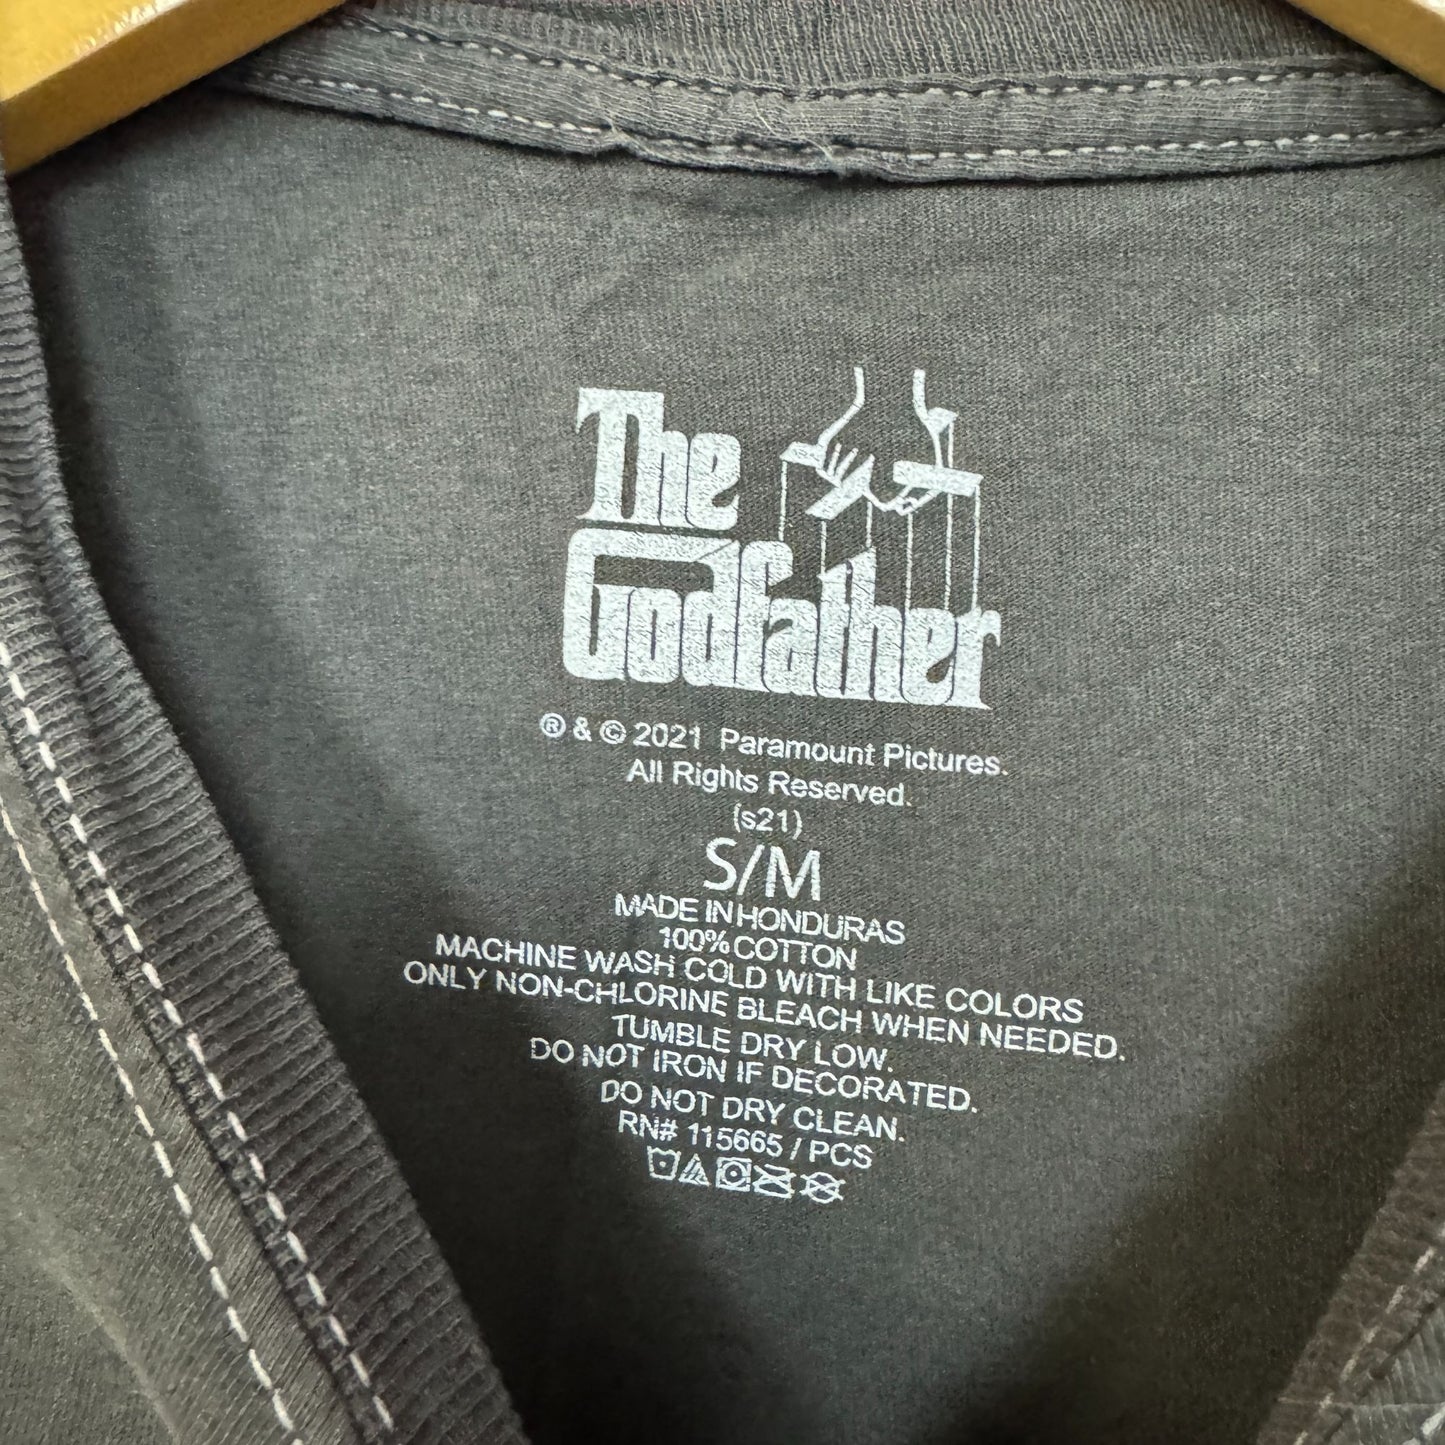 The
Godfather
® & © 2021 Paramount Pictures.
All Rights Reserved.
(s21)
S/M
MADE IN HONDURAS
100% COTTON
MACHINE WASH COLD WITH LIKE COLORS
ONLY NON-CHLORINE BLEACH WHEN NEEDED.
TUMBLE DRY LOW.
DO NOT IRON IF DECORATED.
DO NOT DRY CLEAN.
RN# 115665 / PCS